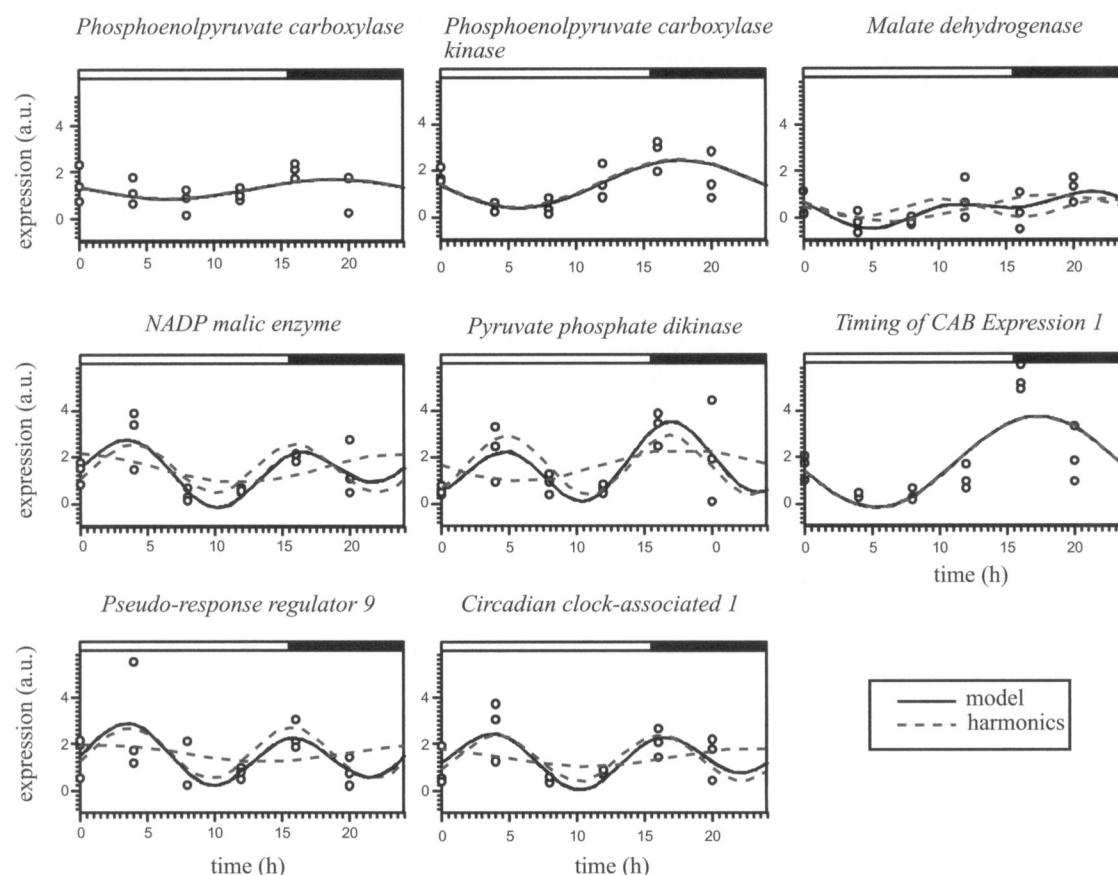 Phosphoenolpyruvate carboxylase
Phosphoenolpyruvate carboxylase
kinase
Malate dehydrogenase
expression (a.u.)
4
2
0
0 5 10 15 20
4
2
0
0 5 10 15 20
4
2
0
0 5 10 15 20
NADP malic enzyme
Pyruvate phosphate dikinase
Timing of CAB Expression 1
expression (a.u.)
4
2
0
0 5 10 15 20
4
2
0
0 5 10 15 0
4
2
0
0 5 10 15 20
time (h)
Pseudo-response regulator 9
Circadian clock-associated 1
expression (a.u.)
4
2
0
0 5 10 15 20
time (h)
4
2
0
0 5 10 15 20
time (h)
model
harmonics